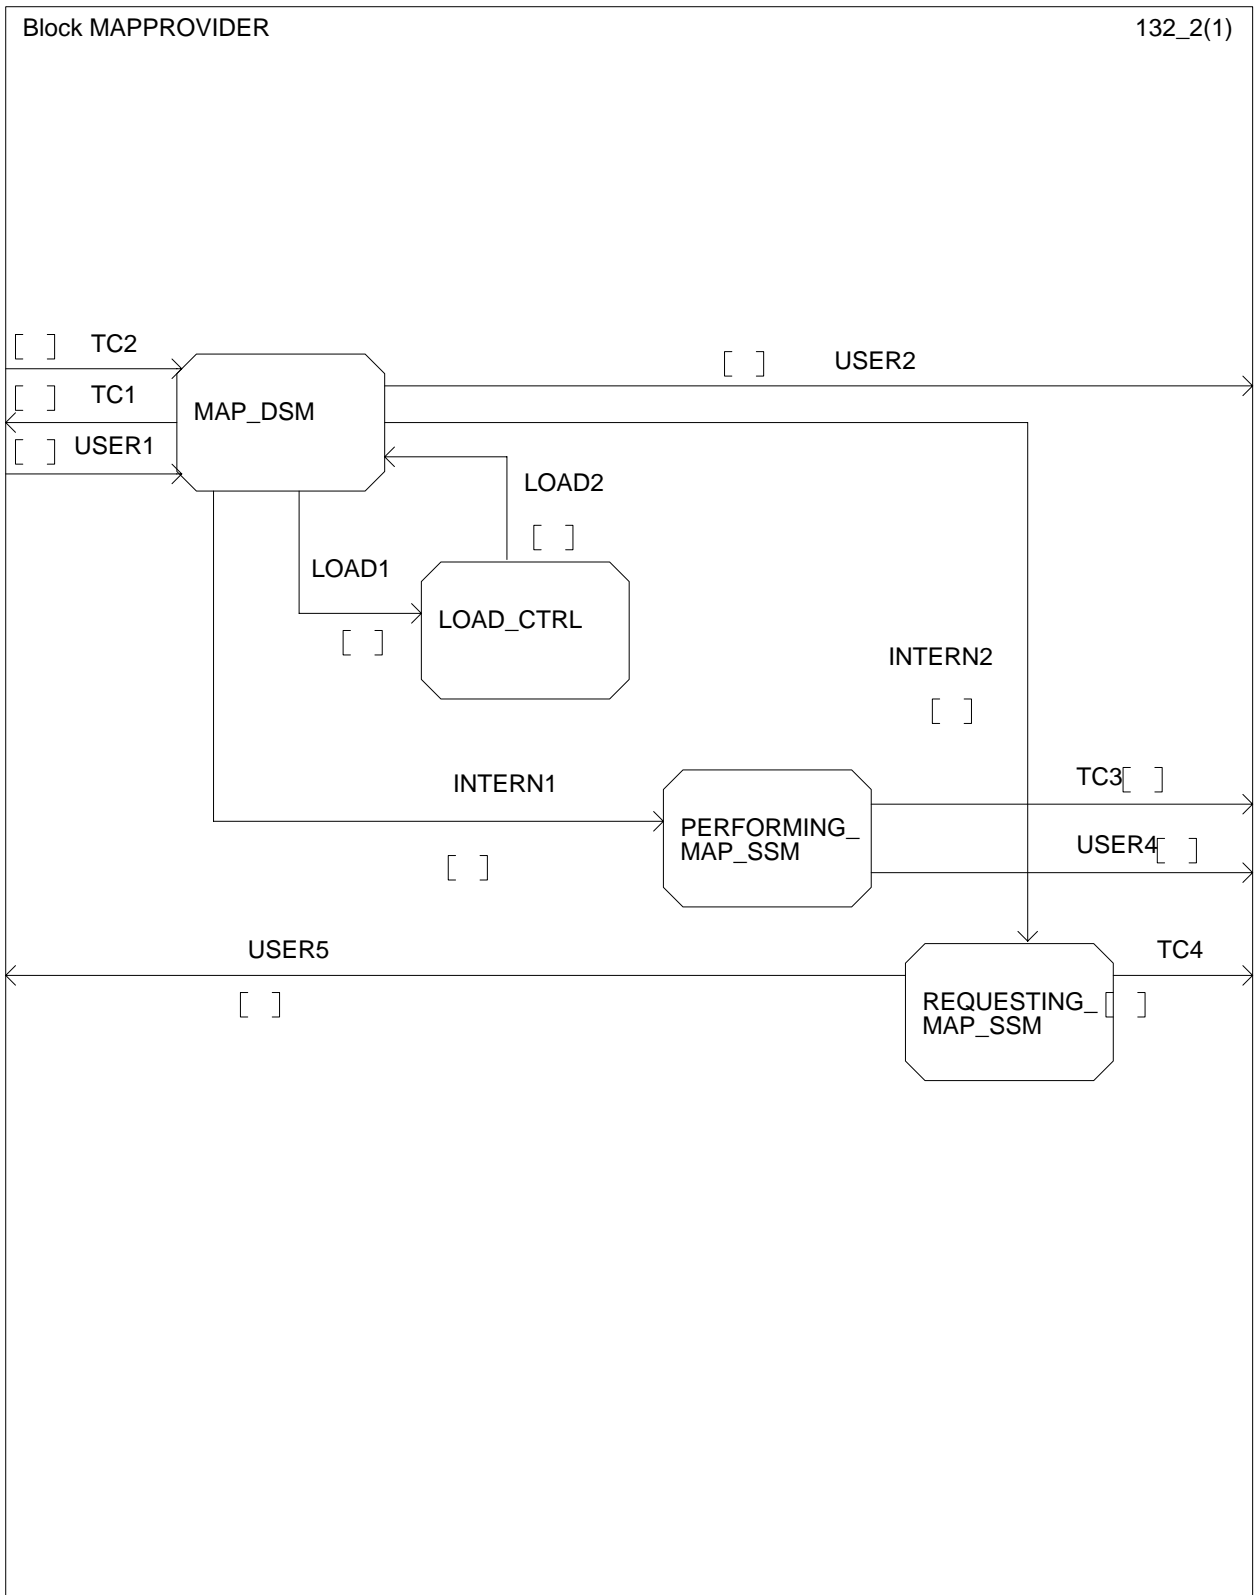 Block MAPPROVIDER
132_2(1)
[ ] TC2
[ ] USER2
[ ] TC1
MAP_DSM
[ ] USER1
LOAD2
[ ]
LOAD1
LOAD_CTRL
[ ]
INTERN2
[ ]
INTERN1
TC3[ ]
PERFORMING_
MAP_SSM
USER4[ ]
[ ]
USER5
TC4
[ ]
REQUESTING_
MAP_SSM
[ ]